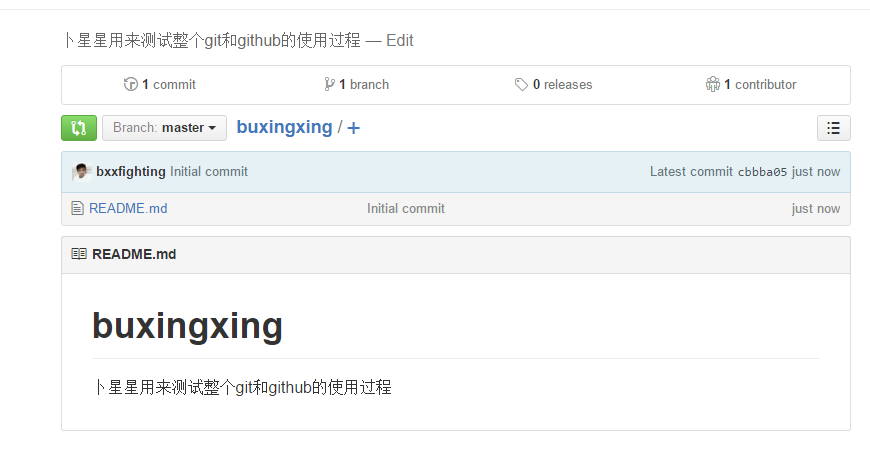 卜星星用来测试整个git和github的使用过程 — Edit
1 commit 1 branch 0 releases 1 contributor
Branch: master buxingxing / +
bxxfighting Initial commit Latest commit cbbba05 just now
README.md Initial commit just now
README.md
buxingxing
卜星星用来测试整个git和github的使用过程